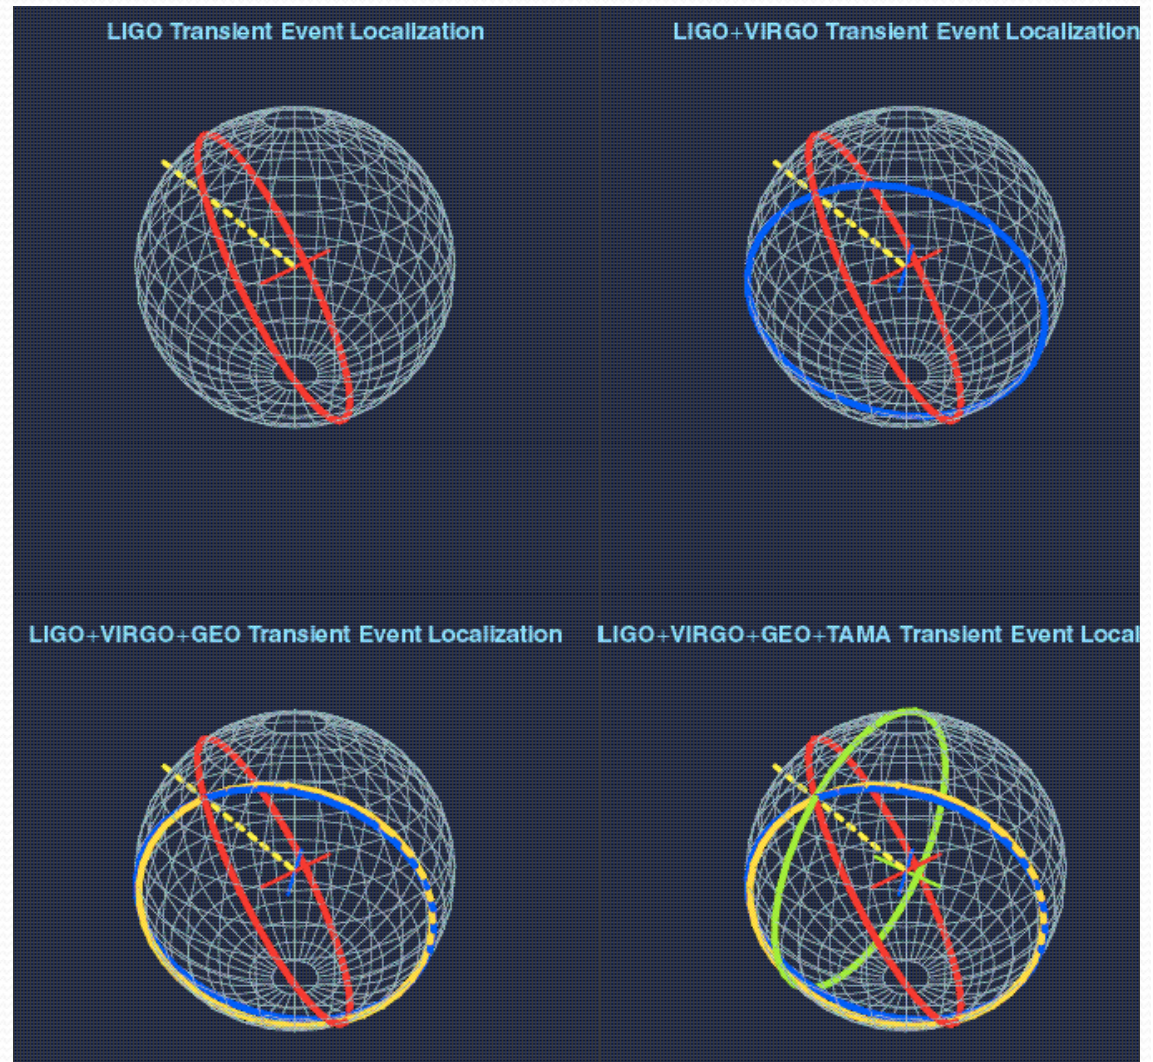 LIGO Transient Event Localization
LIGO+VIRGO Transient Event Localization
LIGO+VIRGO+GEO Transient Event Localization
LIGO+VIRGO+GEO+TAMA Transient Event Local